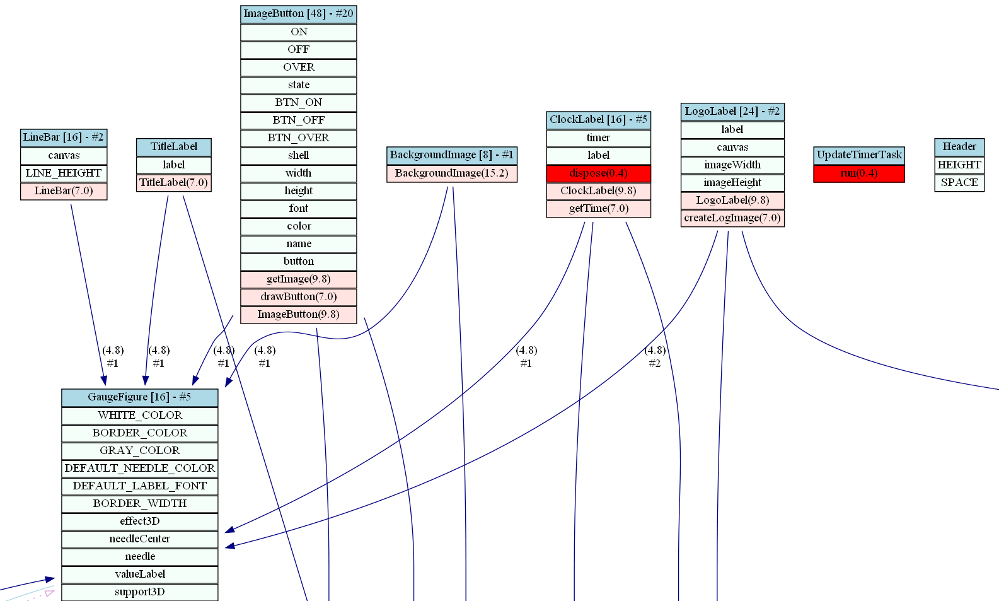 ImageButton [48] - #20
ON
OFF
OVER
state
BTN_ON
BTN_OFF
BTN_OVER
shell
width
height
font
color
name
button
getImage(9.8)
drawButton(7.0)
ImageButton(9.8)
LineBar [16] - #2
canvas
LINE_HEIGHT
LineBar(7.0)
TitleLabel
label
TitleLabel(7.0)
BackgroundImage [8] - #1
BackgroundImage(15.2)
ClockLabel [16] - #5
timer
label
dispose(0.4)
ClockLabel(9.8)
getTime(7.0)
LogoLabel [24] - #2
label
canvas
imageWidth
imageHeight
LogoLabel(9.8)
createLogImage(7.0)
UpdateTimerTask
run(0.4)
Header
HEIGHT
SPACE
(4.8)
#1
(4.8)
#1
(4.8)
#1
(4.8)
#1
(4.8)
#1
(4.8)
#2
GaugeFigure [16] - #5
WHITE_COLOR
BORDER_COLOR
GRAY_COLOR
DEFAULT_NEEDLE_COLOR
DEFAULT_LABEL_FONT
BORDER_WIDTH
effect3D
needleCenter
needle
valueLabel
support3D